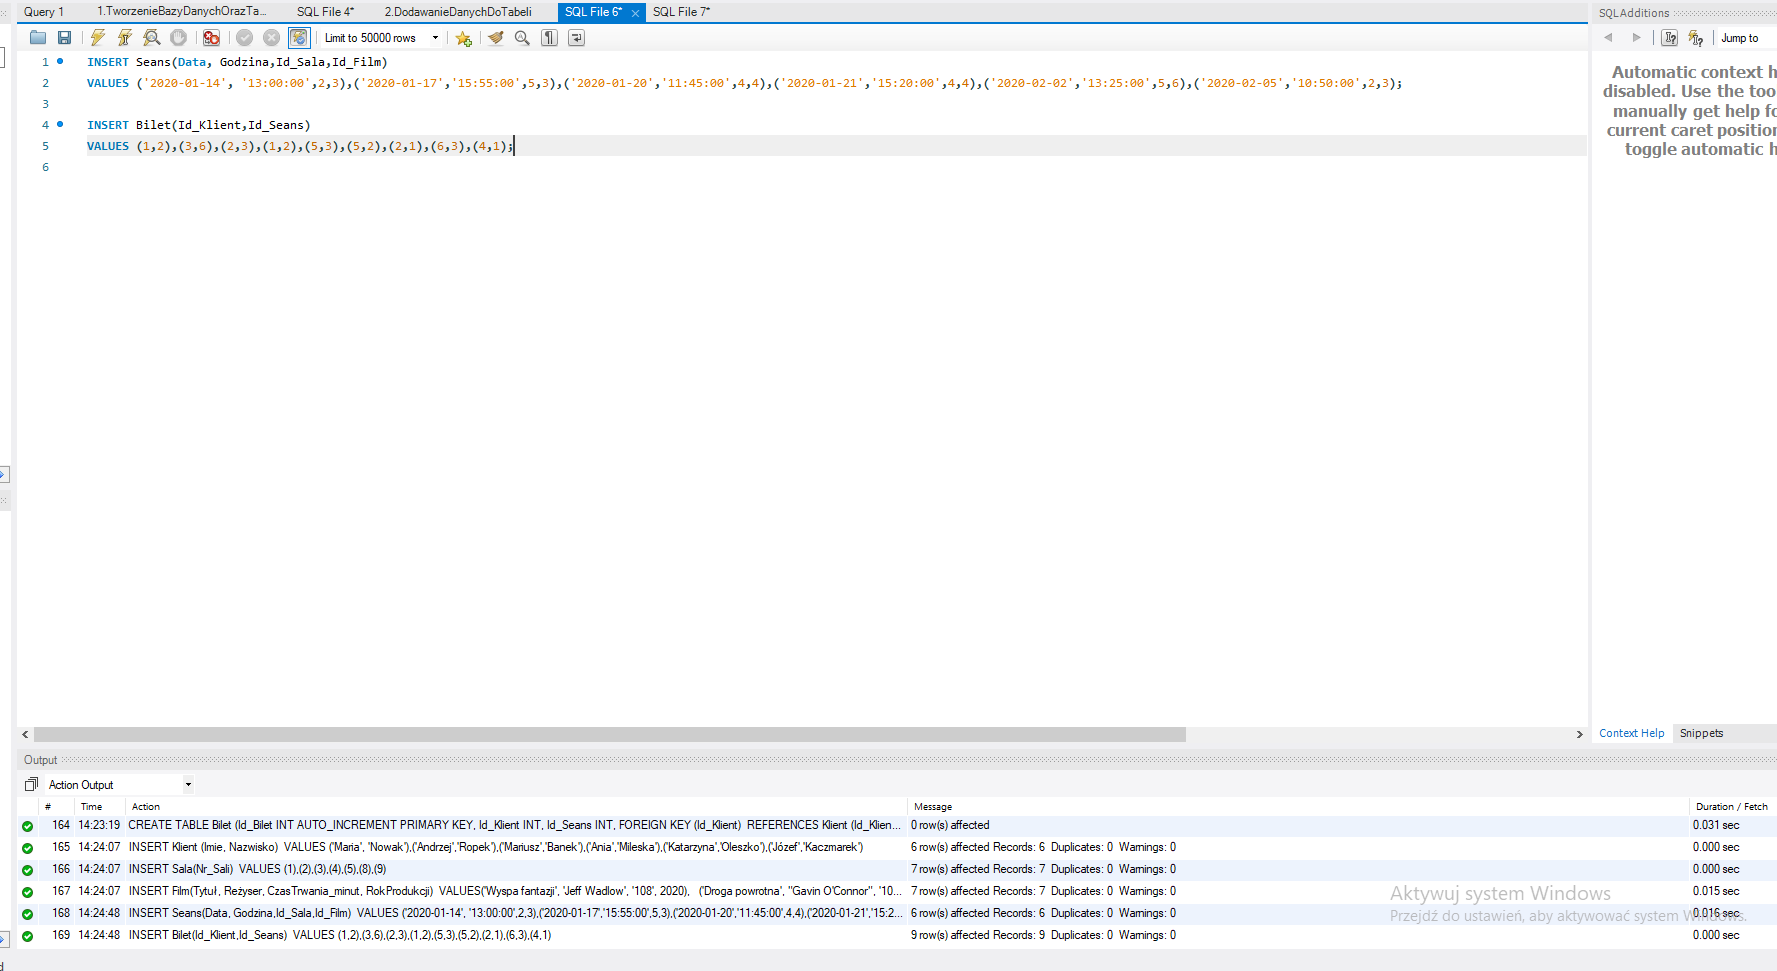 Query 1 1.TworzenieBazyDanychOrazTa... SQL File 4* 2.DodawanieDanychDoTabeli SQL File 6* SQL File 7*
SQLAdditions
Limit to 50000 rows
Jump to
1 INSERT Seans(Data, Godzina,Id_Sala,Id_Film)
2 VALUES ('2020-01-14', '13:00:00',2,3),('2020-01-17','15:55:00',5,3),('2020-01-20','11:45:00',4,4),('2020-01-21','15:20:00',4,4),('2020-02-02','13:25:00',5,6),('2020-02-05','10:50:00',2,3);
3
4 INSERT Bilet(Id_Klient,Id_Seans)
5 VALUES (1,2),(3,6),(2,3),(1,2),(5,3),(5,2),(2,1),(6,3),(4,1);
6
Automatic context h
disabled. Use the too
manually get help fo
current caret position
toggle automatic h
Context Help Snippets
Output
Action Output
# Time Action Message Duration / Fetch
164 14:23:19 CREATE TABLE Bilet (Id_Bilet INT AUTO_INCREMENT PRIMARY KEY, Id_Klient INT, Id_Seans INT, FOREIGN KEY (Id_Klient) REFERENCES Klient (Id_Klien... 0 row(s) affected 0.031 sec
165 14:24:07 INSERT Klient (Imie, Nazwisko) VALUES ('Maria', 'Nowak'),('Andrzej','Ropek'),('Mariusz','Banek'),('Ania','Mileska'),('Katarzyna','Oleszko'),('Józef','Kaczmarek') 6 row(s) affected Records: 6 Duplicates: 0 Warnings: 0 0.000 sec
166 14:24:07 INSERT Sala(Nr_Sali) VALUES (1),(2),(3),(4),(5),(8),(9) 7 row(s) affected Records: 7 Duplicates: 0 Warnings: 0 0.000 sec
167 14:24:07 INSERT Film(Tytuł, Reżyser, CzasTrwania_minut, RokProdukcji) VALUES('Wyspa fantazji', 'Jeff Wadlow', '108', 2020), ('Droga powrotna', "Gavin O'Connor", '10... 7 row(s) affected Records: 7 Duplicates: 0 Warnings: 0 0.015 sec
168 14:24:48 INSERT Seans(Data, Godzina,Id_Sala,Id_Film) VALUES ('2020-01-14', '13:00:00',2,3),('2020-01-17','15:55:00',5,3),('2020-01-20','11:45:00',4,4),('2020-01-21','15:2... 6 row(s) affected Records: 6 Duplicates: 0 Warnings: 0 0.016 sec
169 14:24:48 INSERT Bilet(Id_Klient,Id_Seans) VALUES (1,2),(3,6),(2,3),(1,2),(5,3),(5,2),(2,1),(6,3),(4,1) 9 row(s) affected Records: 9 Duplicates: 0 Warnings: 0 0.000 sec
Aktywuj system Windows
Przejdź do ustawień, aby aktywować system Windows.